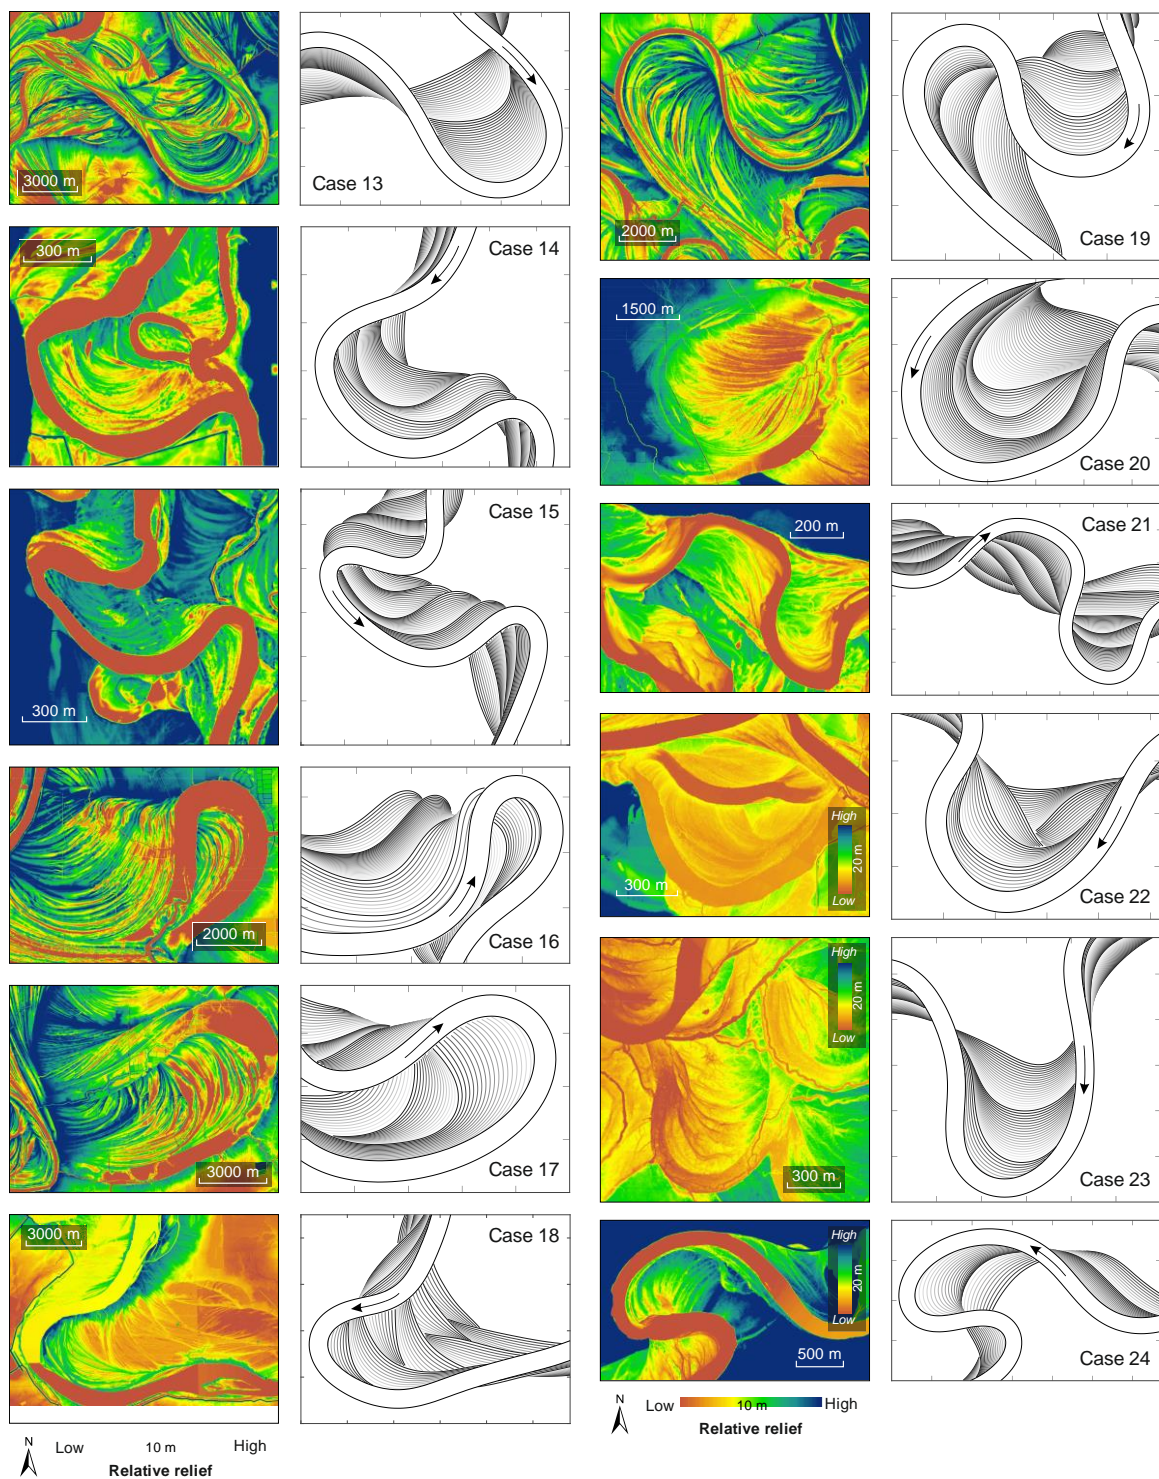 3000 m
Case 13
300 m
Case 14
300 m
Case 15
2000 m
Case 16
3000 m
Case 17
3000 m
Case 18
N
Low 10 m High
Relative relief
2000 m
Case 19
1500 m
Case 20
200 m
Case 21
300 m
High
20 m
Low
Case 22
High
20 m
Low
300 m
Case 23
High
20 m
Low
500 m
Case 24
N
Low 10 m High
Relative relief